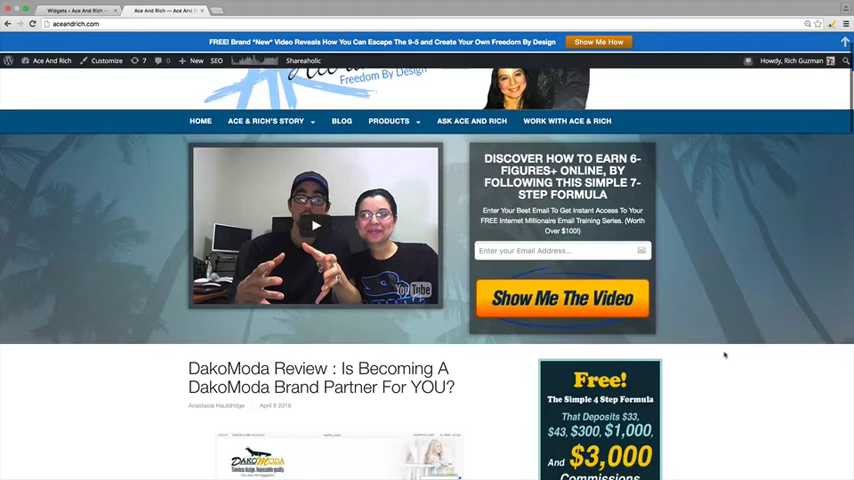 Widgets ‹ Ace And Rich —
Ace And Rich — Ace And R
aceandrich.com
FREE! Brand *New* Video Reveals How You Can Escape The 9-5 and Create Your Own Freedom By Design
Show Me How
Ace And Rich
Customize
7
0
New
SEO
Shareaholic
Howdy, Rich Guzman
Freedom By Design
HOME
ACE & RICH'S STORY
BLOG
PRODUCTS
ASK ACE AND RICH
WORK WITH ACE & RICH
YouTube
DISCOVER HOW TO EARN 6-
FIGURES+ ONLINE, BY
FOLLOWING THIS SIMPLE 7-
STEP FORMULA
Enter Your Best Email To Get Instant Access To Your
FREE Internet Millionaire Email Training Series. (Worth
Over $100!)
Enter your Email Address...
Show Me The Video
DakoModa Review : Is Becoming A
DakoModa Brand Partner For YOU?
Anastacia Hauldridge
April 8 2016
DAKOMODA
Timeless design. Impeccable quality.
Free!
The Simple 4 Step Formula
That Deposits $33,
$43, $300, $1,000,
And $3,000
Commissions